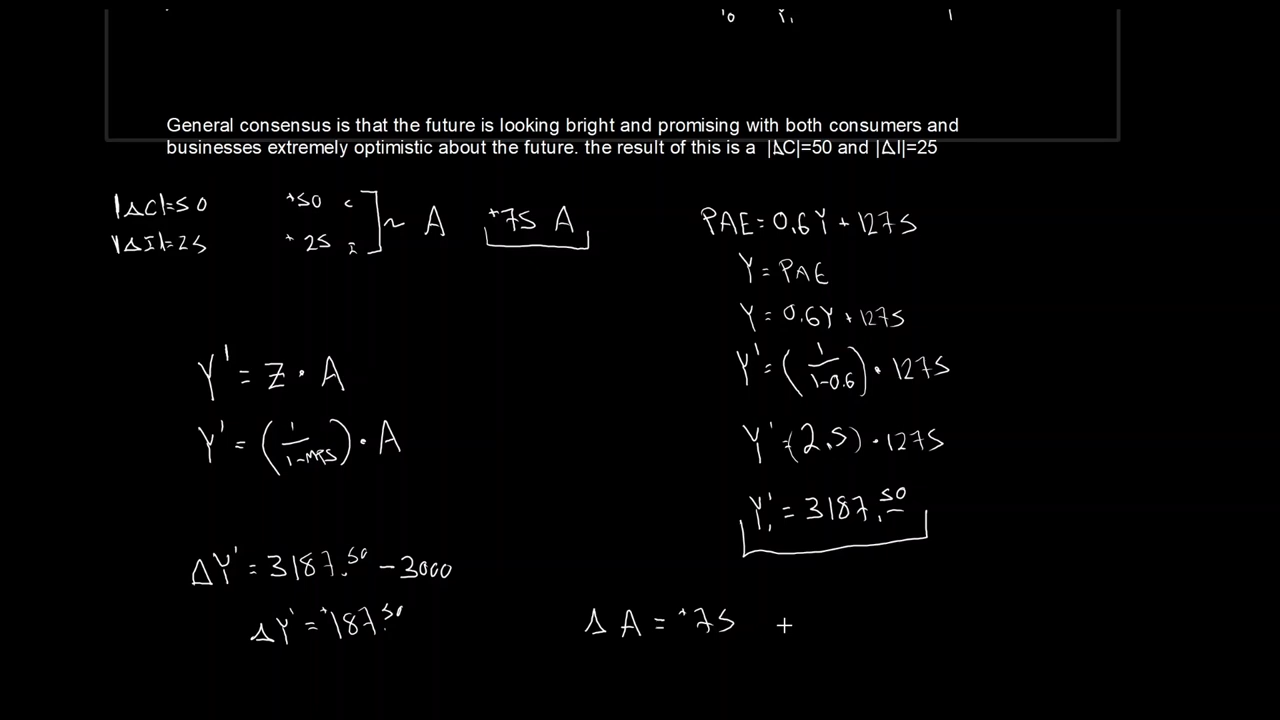 General consensus is that the future is looking bright and promising with both consumers and
businesses extremely optimistic about the future. the result of this is a |ΔC|=50 and |ΔI|=25
|ΔC|=50 +50 C
|ΔI|=25 +25 I
~ A +75 A
PAE=0.6Y+1275
Y=PAE
Y=0.6Y+1275
Y'=(1/1-0.6)·1275
Y'=(2.5)·1275
Y'₁=3187.50
Y'=Z·A
Y'=(1/1-MPS)·A
ΔY'=3187.50-3000
ΔY'=+187.50
ΔA=+75 +